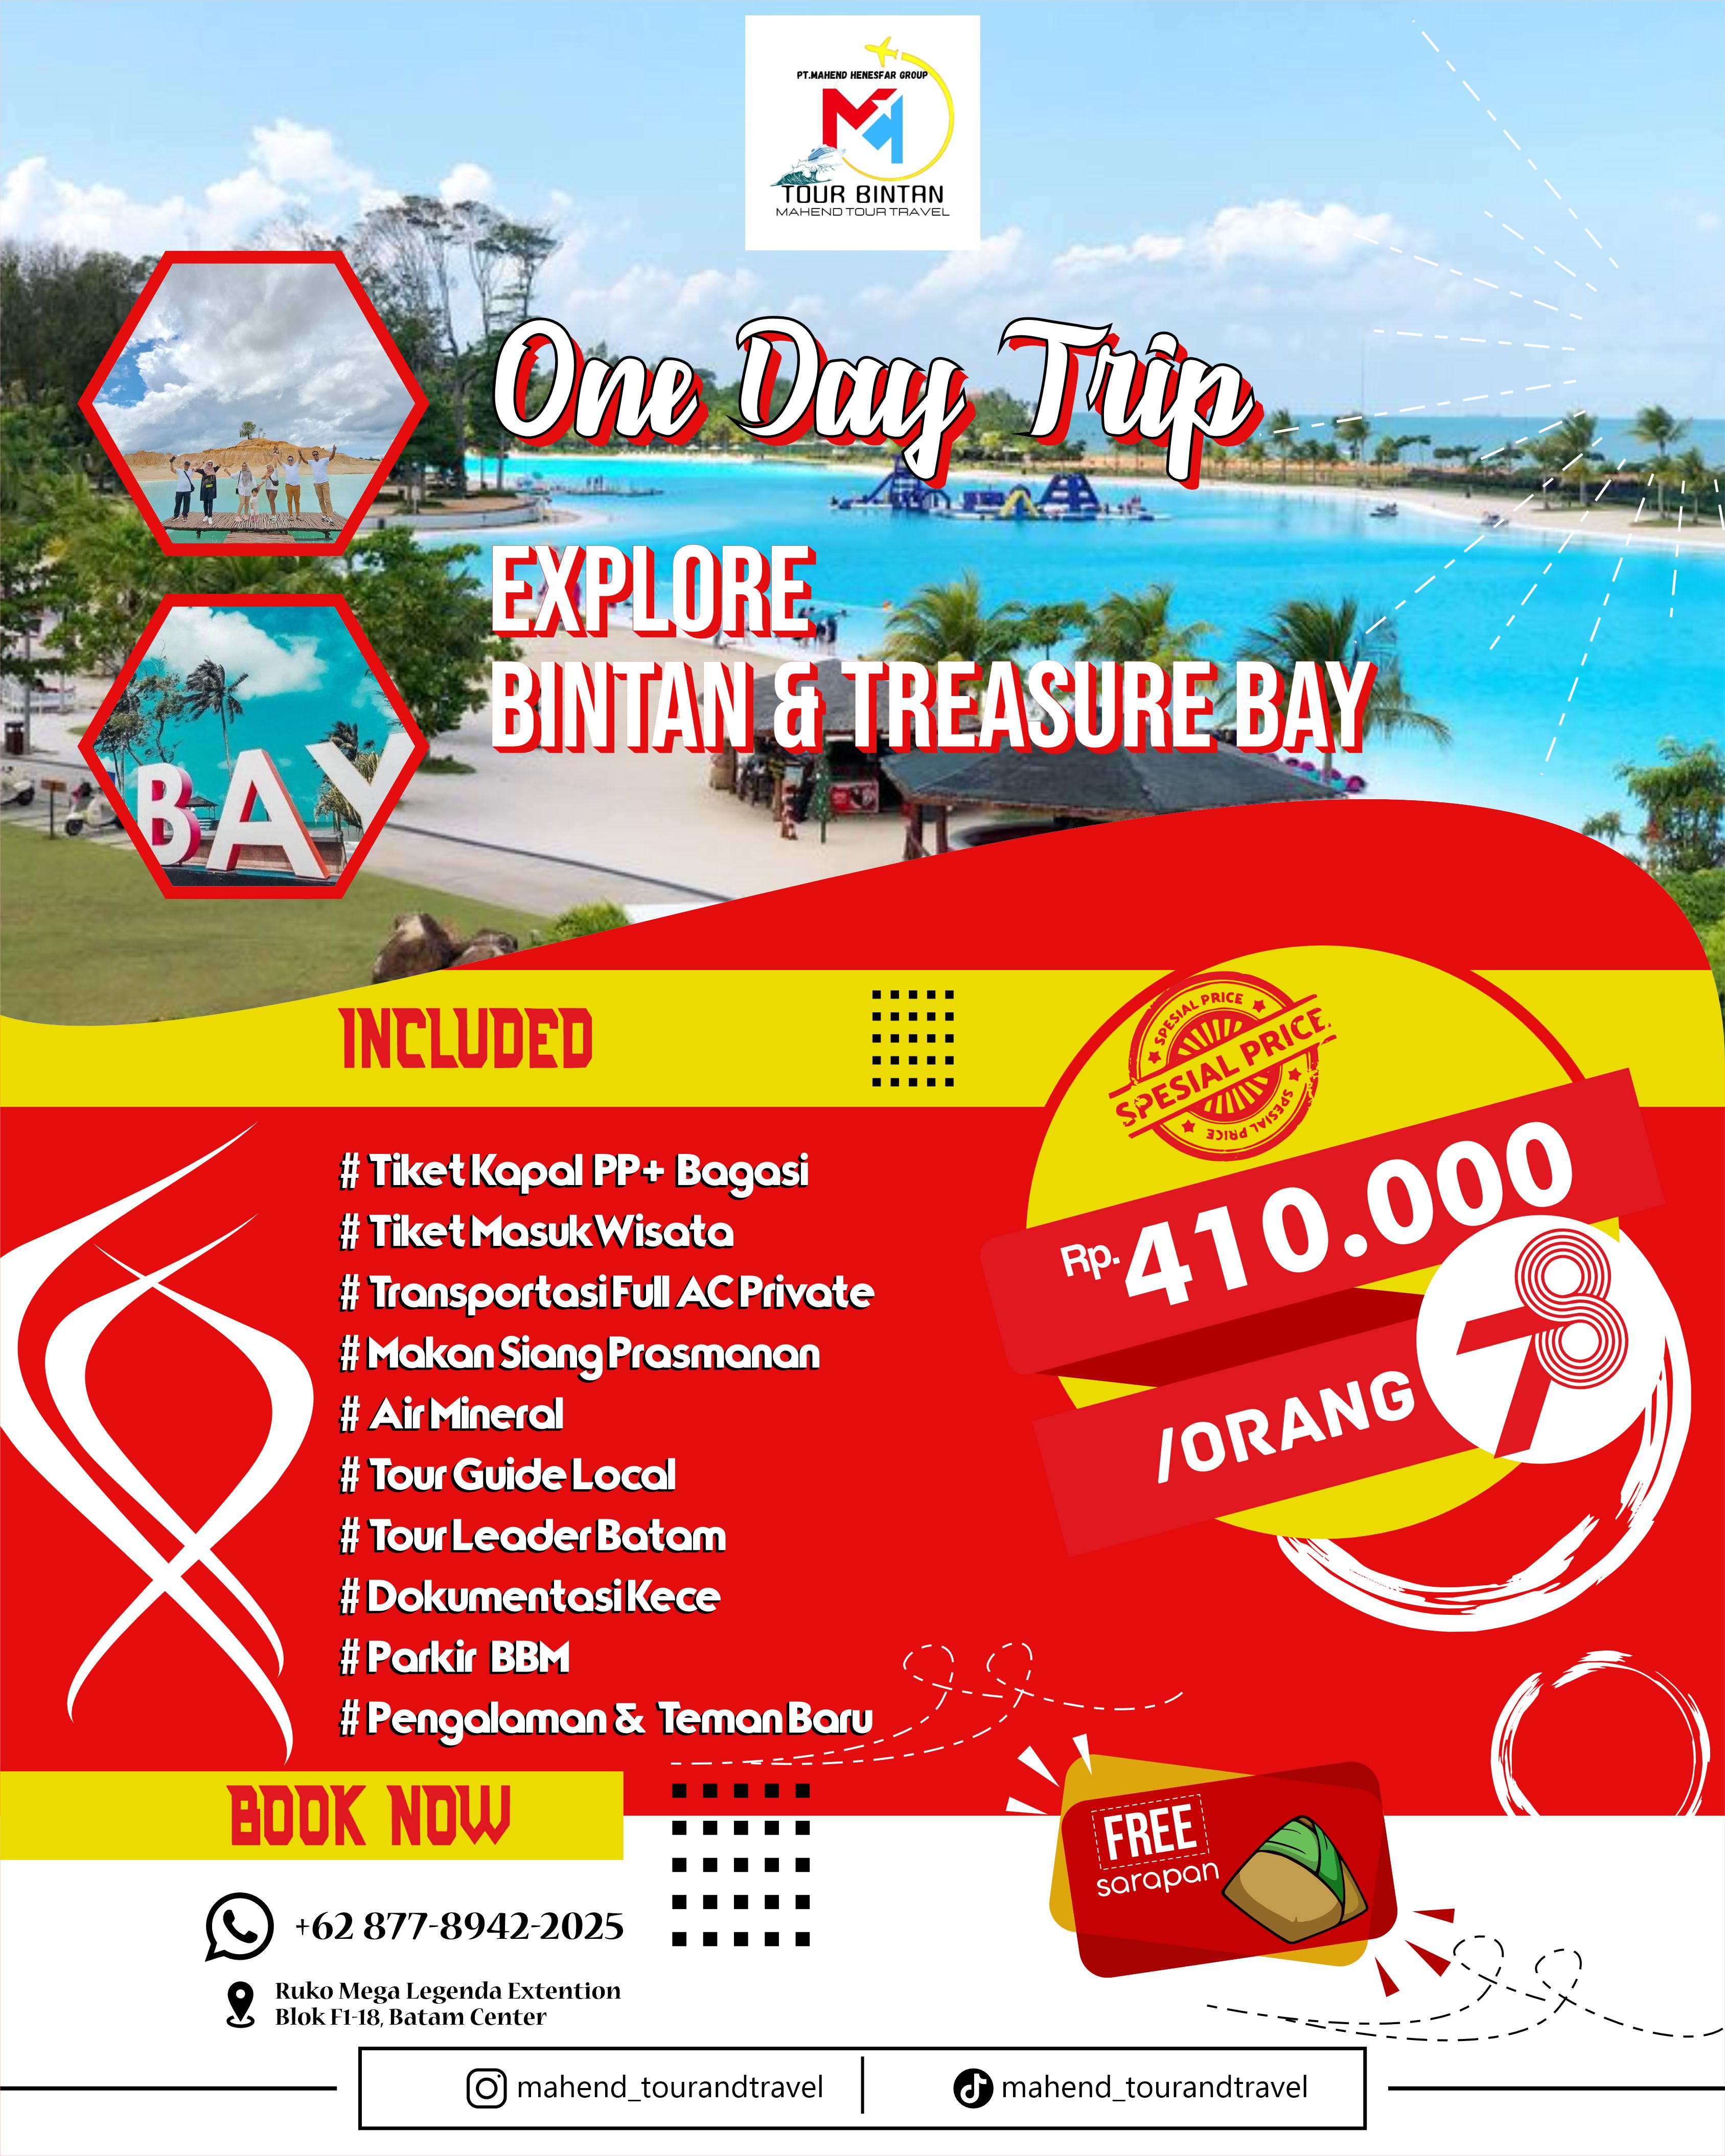 PT.MAHEND HENESFAR GROUP
TOUR BINTAN
MAHEND TOUR TRAVEL
One Day Trip
EXPLORE
BINTAN & TREASURE BAY
BAY
INCLUDED
SPESIAL PRICE
SPESIAL PRICE
SPESIAL PRICE
Rp.410.000
/ORANG
78
# Tiket Kapal PP+ Bagasi
# Tiket Masuk Wisata
# Transportasi Full AC Private
# Makan Siang Prasmanan
# Air Mineral
# Tour Guide Local
# Tour Leader Batam
# Dokumentasi Kece
# Parkir BBM
# Pengalaman & Teman Baru
BOOK NOW
FREE
sarapan
+62 877-8942-2025
Ruko Mega Legenda Extention
Blok F1-18, Batam Center
mahend_tourandtravel
mahend_tourandtravel